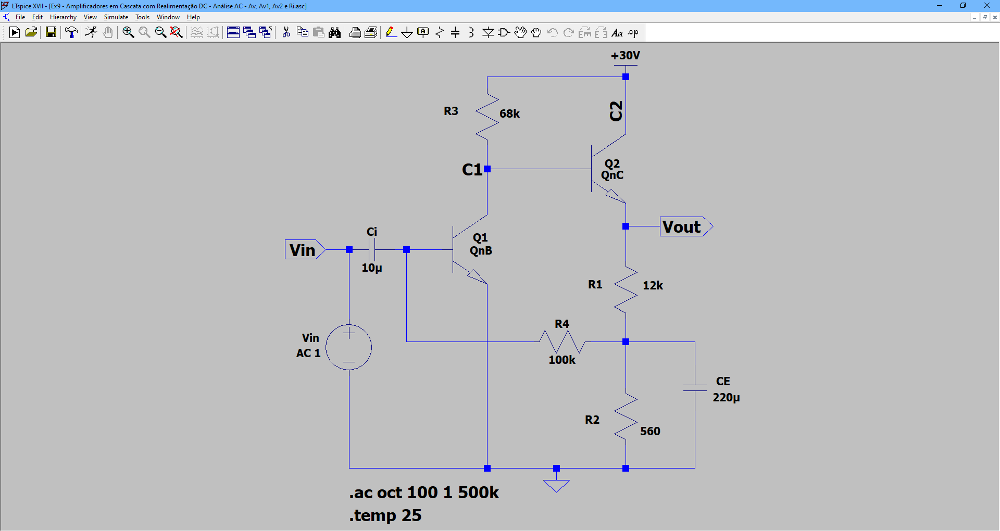 LTspice XVII - [Ex9 - Amplificadores em Cascata com Realimentação DC - Análise AC - Av, Av1, Av2 e Ri.asc]
File Edit Hierarchy View Simulate Tools Window Help
.op
+30V
R3
68k
C2
C1
Q2
QnC
Vout
Ci
Vin
10µ
Q1
QnB
R1
12k
R4
100k
Vin
AC 1
CE
220µ
R2
560
.ac oct 100 1 500k
.temp 25